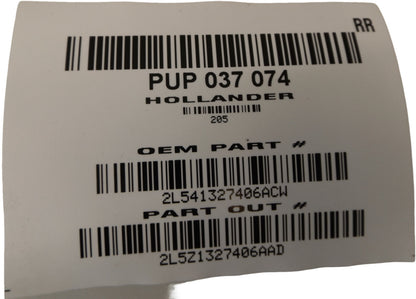 RR
PUP 037 074
HOLLANDER
205
OEM PART #
2L541327406ACW
PART OUT #
2L5Z1327406AAD